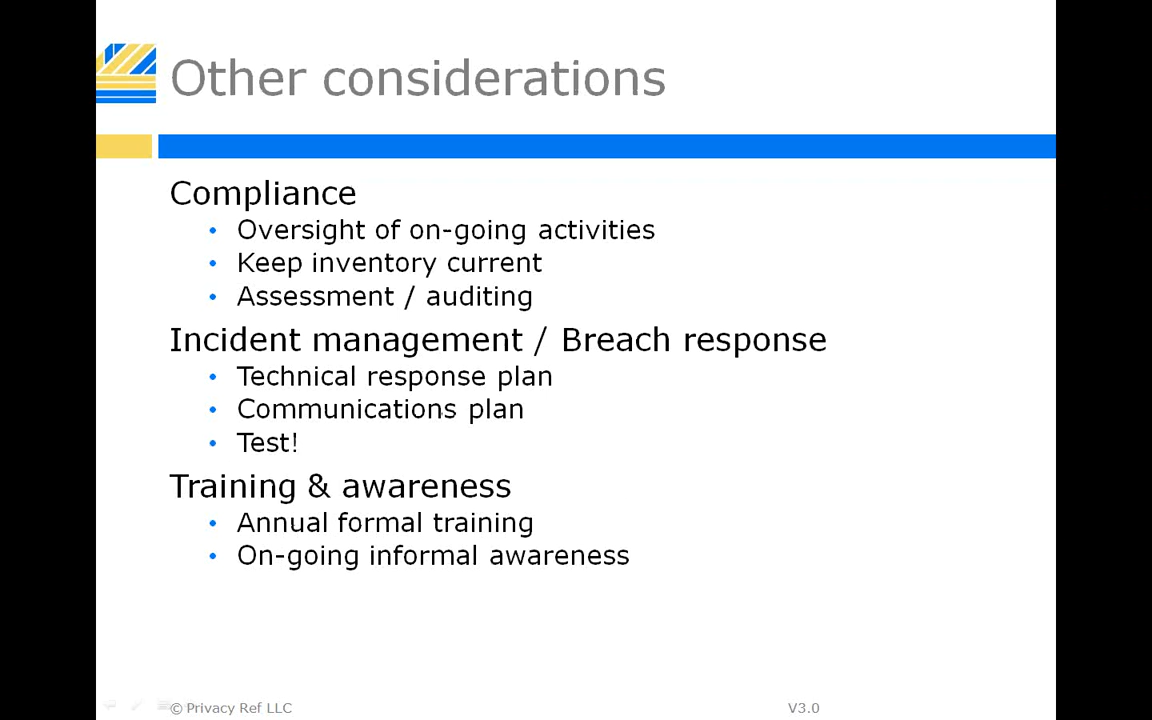 Other considerations
Compliance
• Oversight of on-going activities
• Keep inventory current
• Assessment / auditing
Incident management / Breach response
• Technical response plan
• Communications plan
• Test!
Training & awareness
• Annual formal training
• On-going informal awareness
© Privacy Ref LLC
V3.0